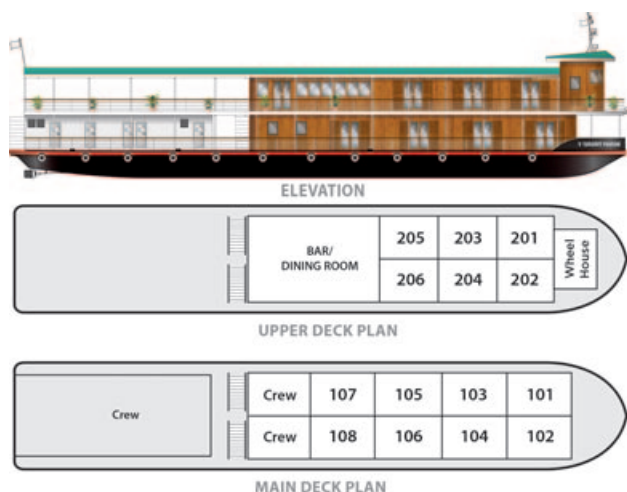 ELEVATION
BAR/
DINING ROOM
205 203 201
206 204 202
Wheel
House
UPPER DECK PLAN
Crew
Crew 107 105 103 101
Crew 108 106 104 102
MAIN DECK PLAN